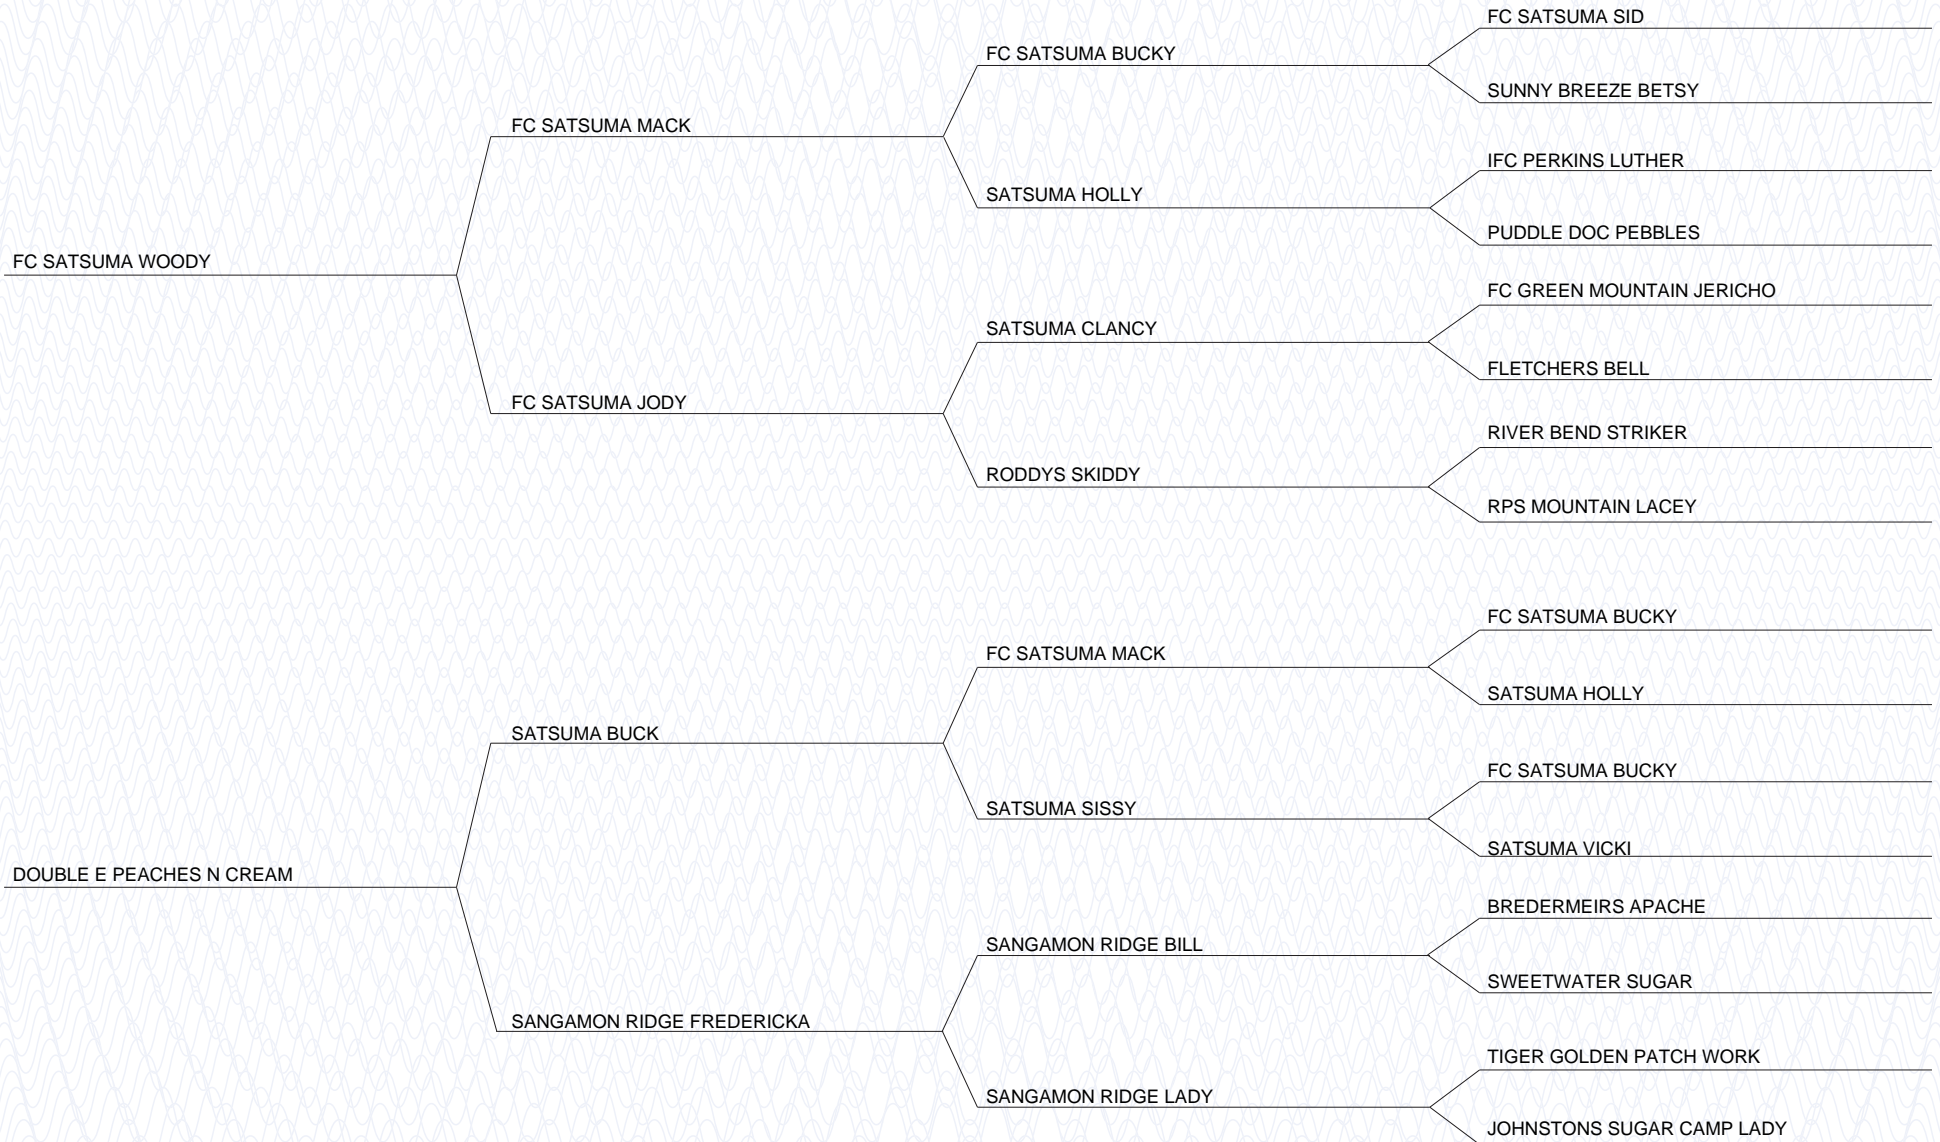 FC SATSUMA SID
FC SATSUMA BUCKY
SUNNY BREEZE BETSY
FC SATSUMA MACK
IFC PERKINS LUTHER
SATSUMA HOLLY
PUDDLE DOC PEBBLES
FC SATSUMA WOODY
FC GREEN MOUNTAIN JERICHO
SATSUMA CLANCY
FLETCHERS BELL
FC SATSUMA JODY
RIVER BEND STRIKER
RODDYS SKIDDY
RPS MOUNTAIN LACEY
FC SATSUMA BUCKY
FC SATSUMA MACK
SATSUMA HOLLY
SATSUMA BUCK
FC SATSUMA BUCKY
SATSUMA SISSY
SATSUMA VICKI
DOUBLE E PEACHES N CREAM
BREDERMEIRS APACHE
SANGAMON RIDGE BILL
SWEETWATER SUGAR
SANGAMON RIDGE FREDERICKA
TIGER GOLDEN PATCH WORK
SANGAMON RIDGE LADY
JOHNSTONS SUGAR CAMP LADY